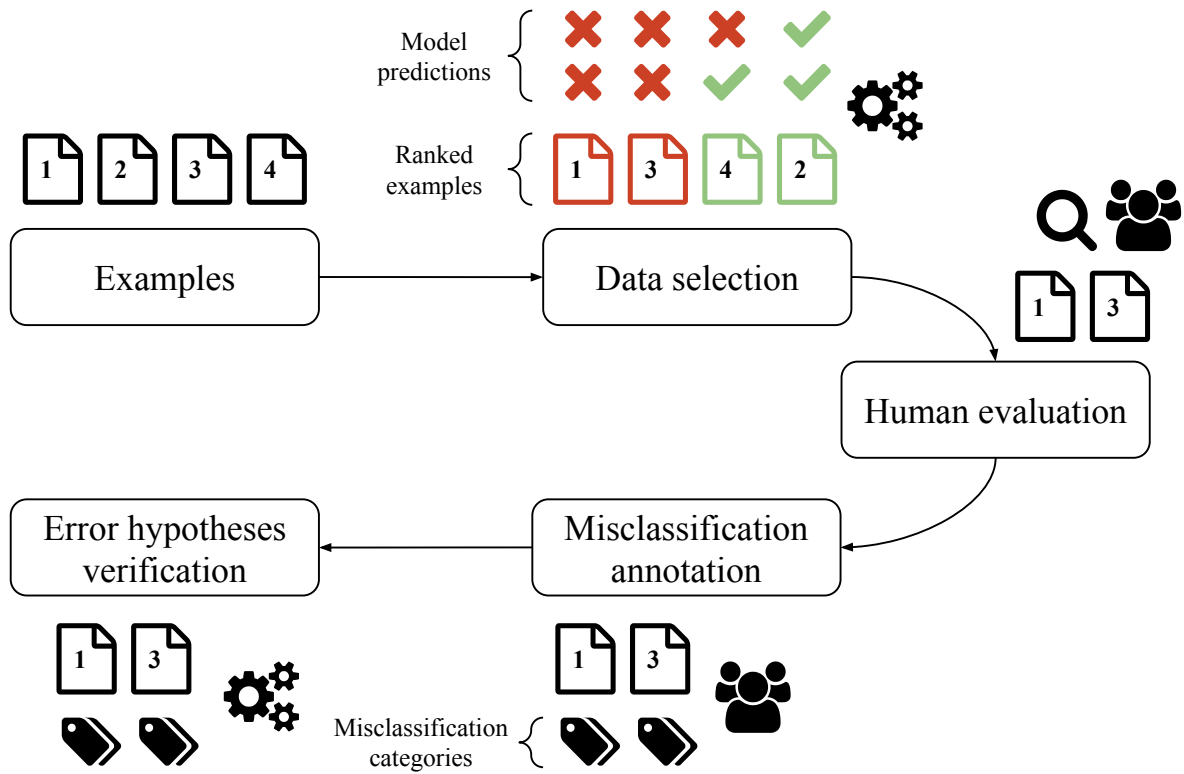 Model
predictions
1 2 3 4
Ranked
examples
1 3 4 2
Examples
Data selection
1 3
Human evaluation
Error hypotheses
verification
Misclassification
annotation
1 3
1 3
Misclassification
categories